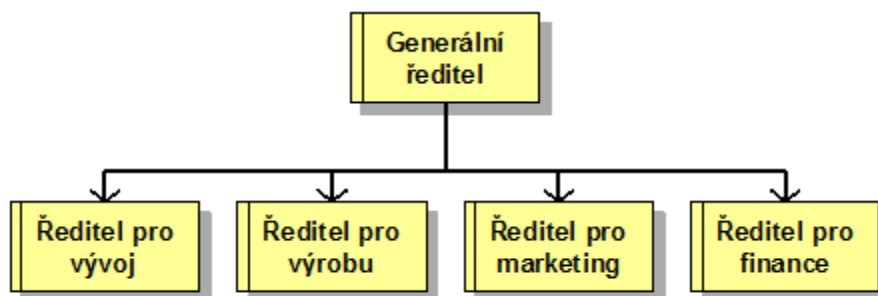 Generální
ředitel
Ředitel pro
vývoj
Ředitel pro
výrobu
Ředitel pro
marketing
Ředitel pro
finance